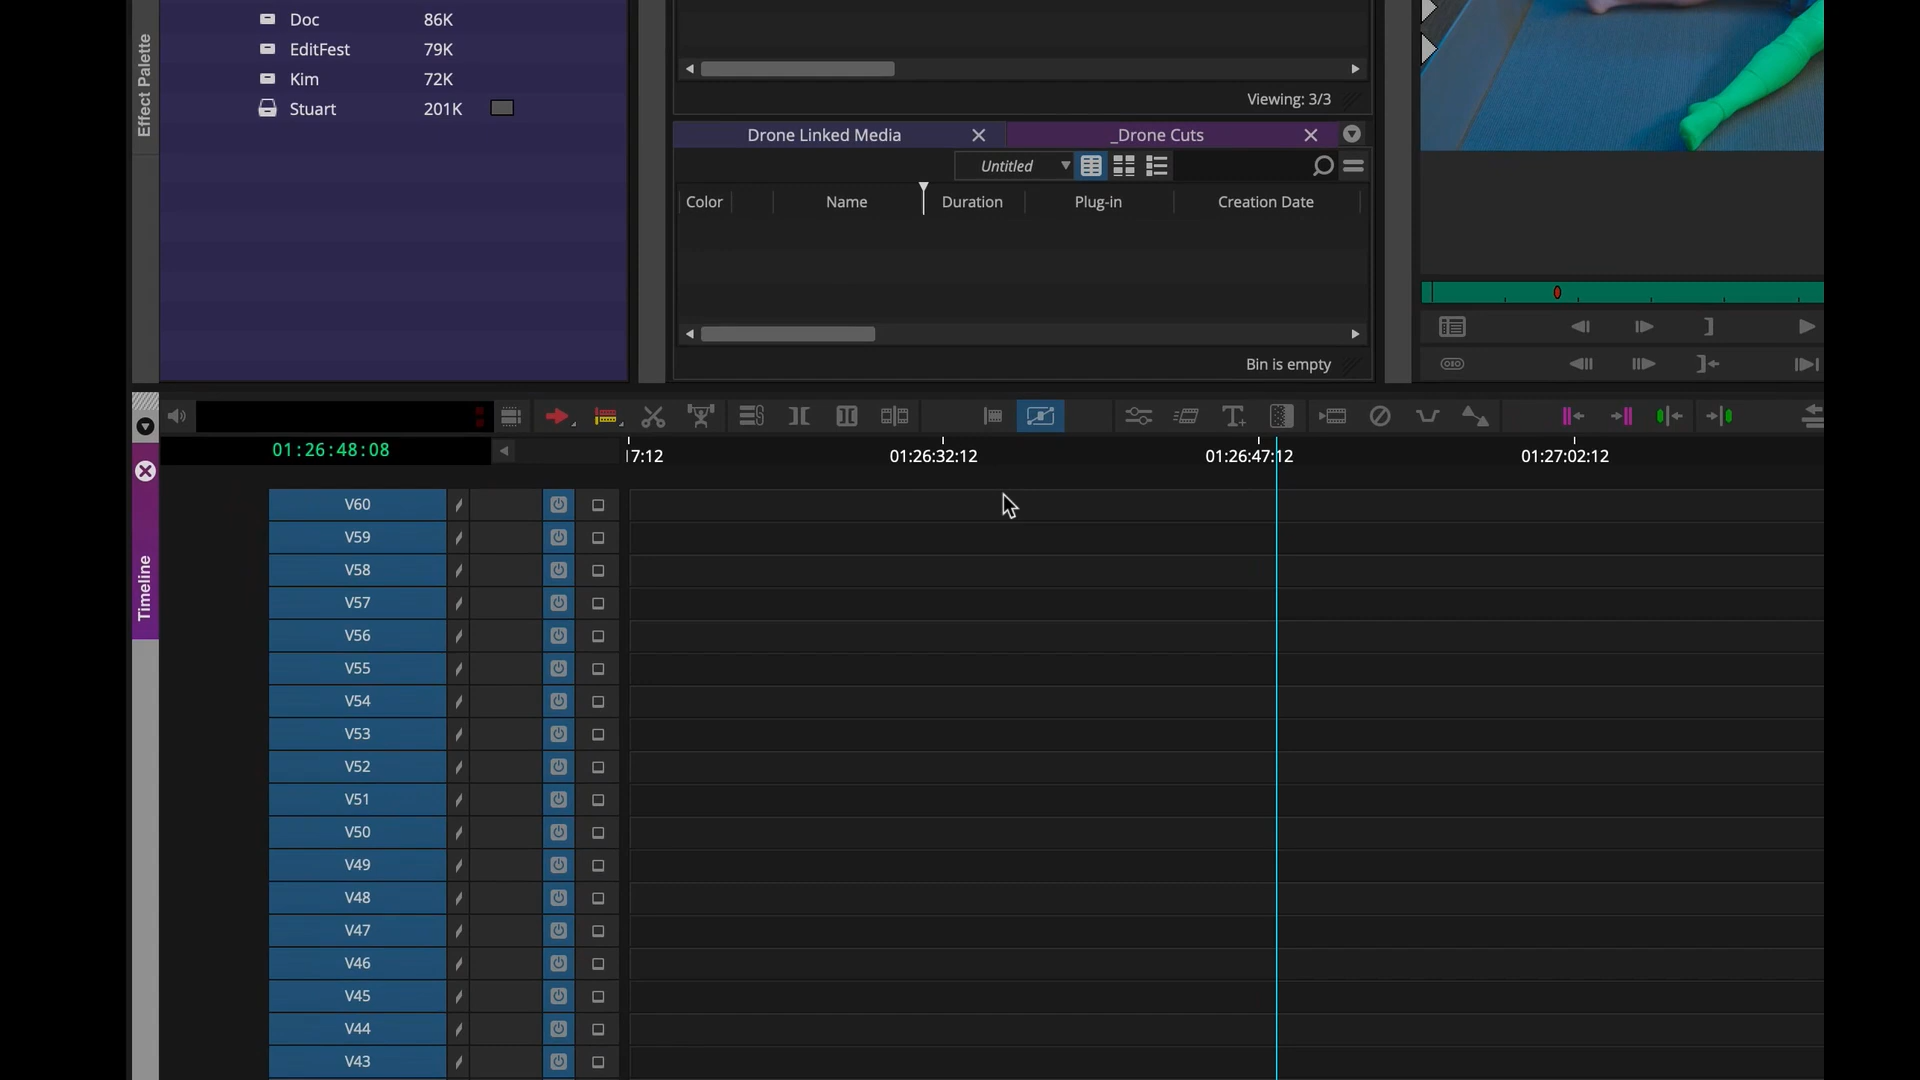 Effect Palette
Doc 86K
EditFest 79K
Kim 72K
Stuart 201K
Viewing: 3/3
Drone Linked Media
_Drone Cuts
Untitled
Color Name Duration Plug-in Creation Date
Bin is empty
01:26:48:08
7:12 01:26:32:12 01:26:47:12 01:27:02:12
Timeline
V60
V59
V58
V57
V56
V55
V54
V53
V52
V51
V50
V49
V48
V47
V46
V45
V44
V43